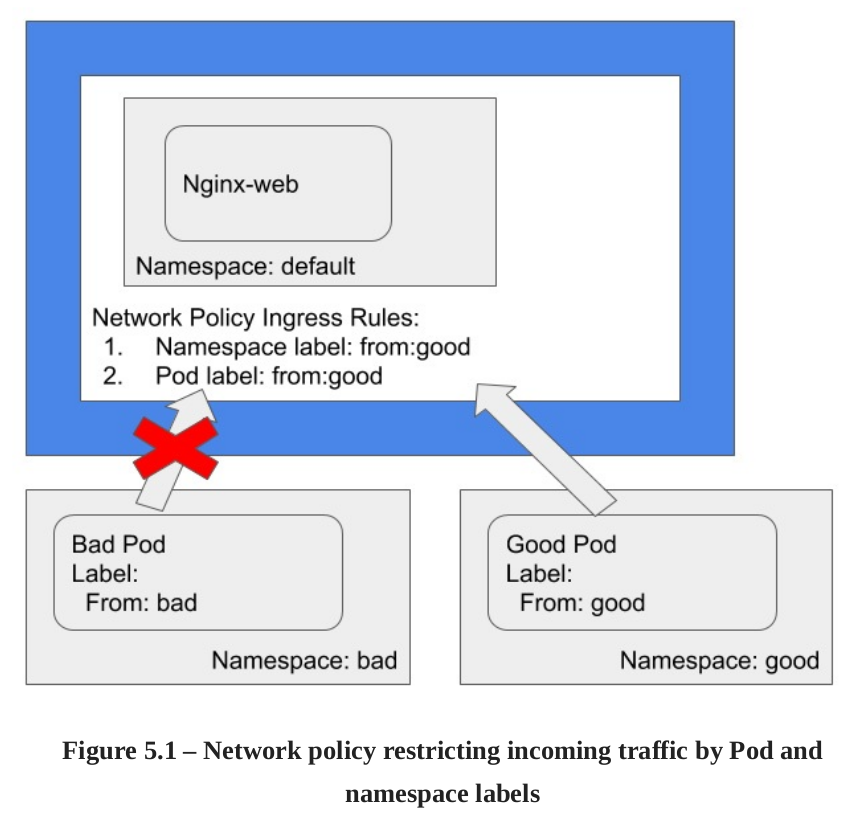 Nginx-web
Namespace: default
Network Policy Ingress Rules:
1. Namespace label: from:good
2. Pod label: from:good
Bad Pod
Label:
From: bad
Namespace: bad
Good Pod
Label:
From: good
Namespace: good
Figure 5.1 – Network policy restricting incoming traffic by Pod and
namespace labels